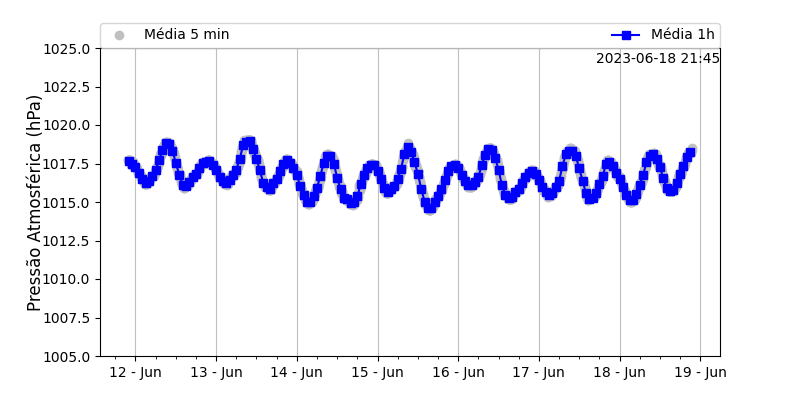 Média 5 min
Média 1h
2023-06-18 21:45
Pressão Atmosférica (hPa)
1025.0
1022.5
1020.0
1017.5
1015.0
1012.5
1010.0
1007.5
1005.0
12 - Jun
13 - Jun
14 - Jun
15 - Jun
16 - Jun
17 - Jun
18 - Jun
19 - Jun